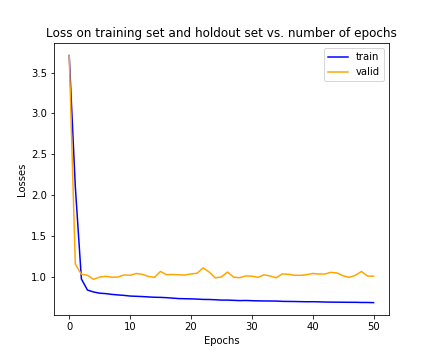 Loss on training set and holdout set vs. number of epochs
train
valid
Losses
3.5
3.0
2.5
2.0
1.5
1.0
0 10 20 30 40 50
Epochs